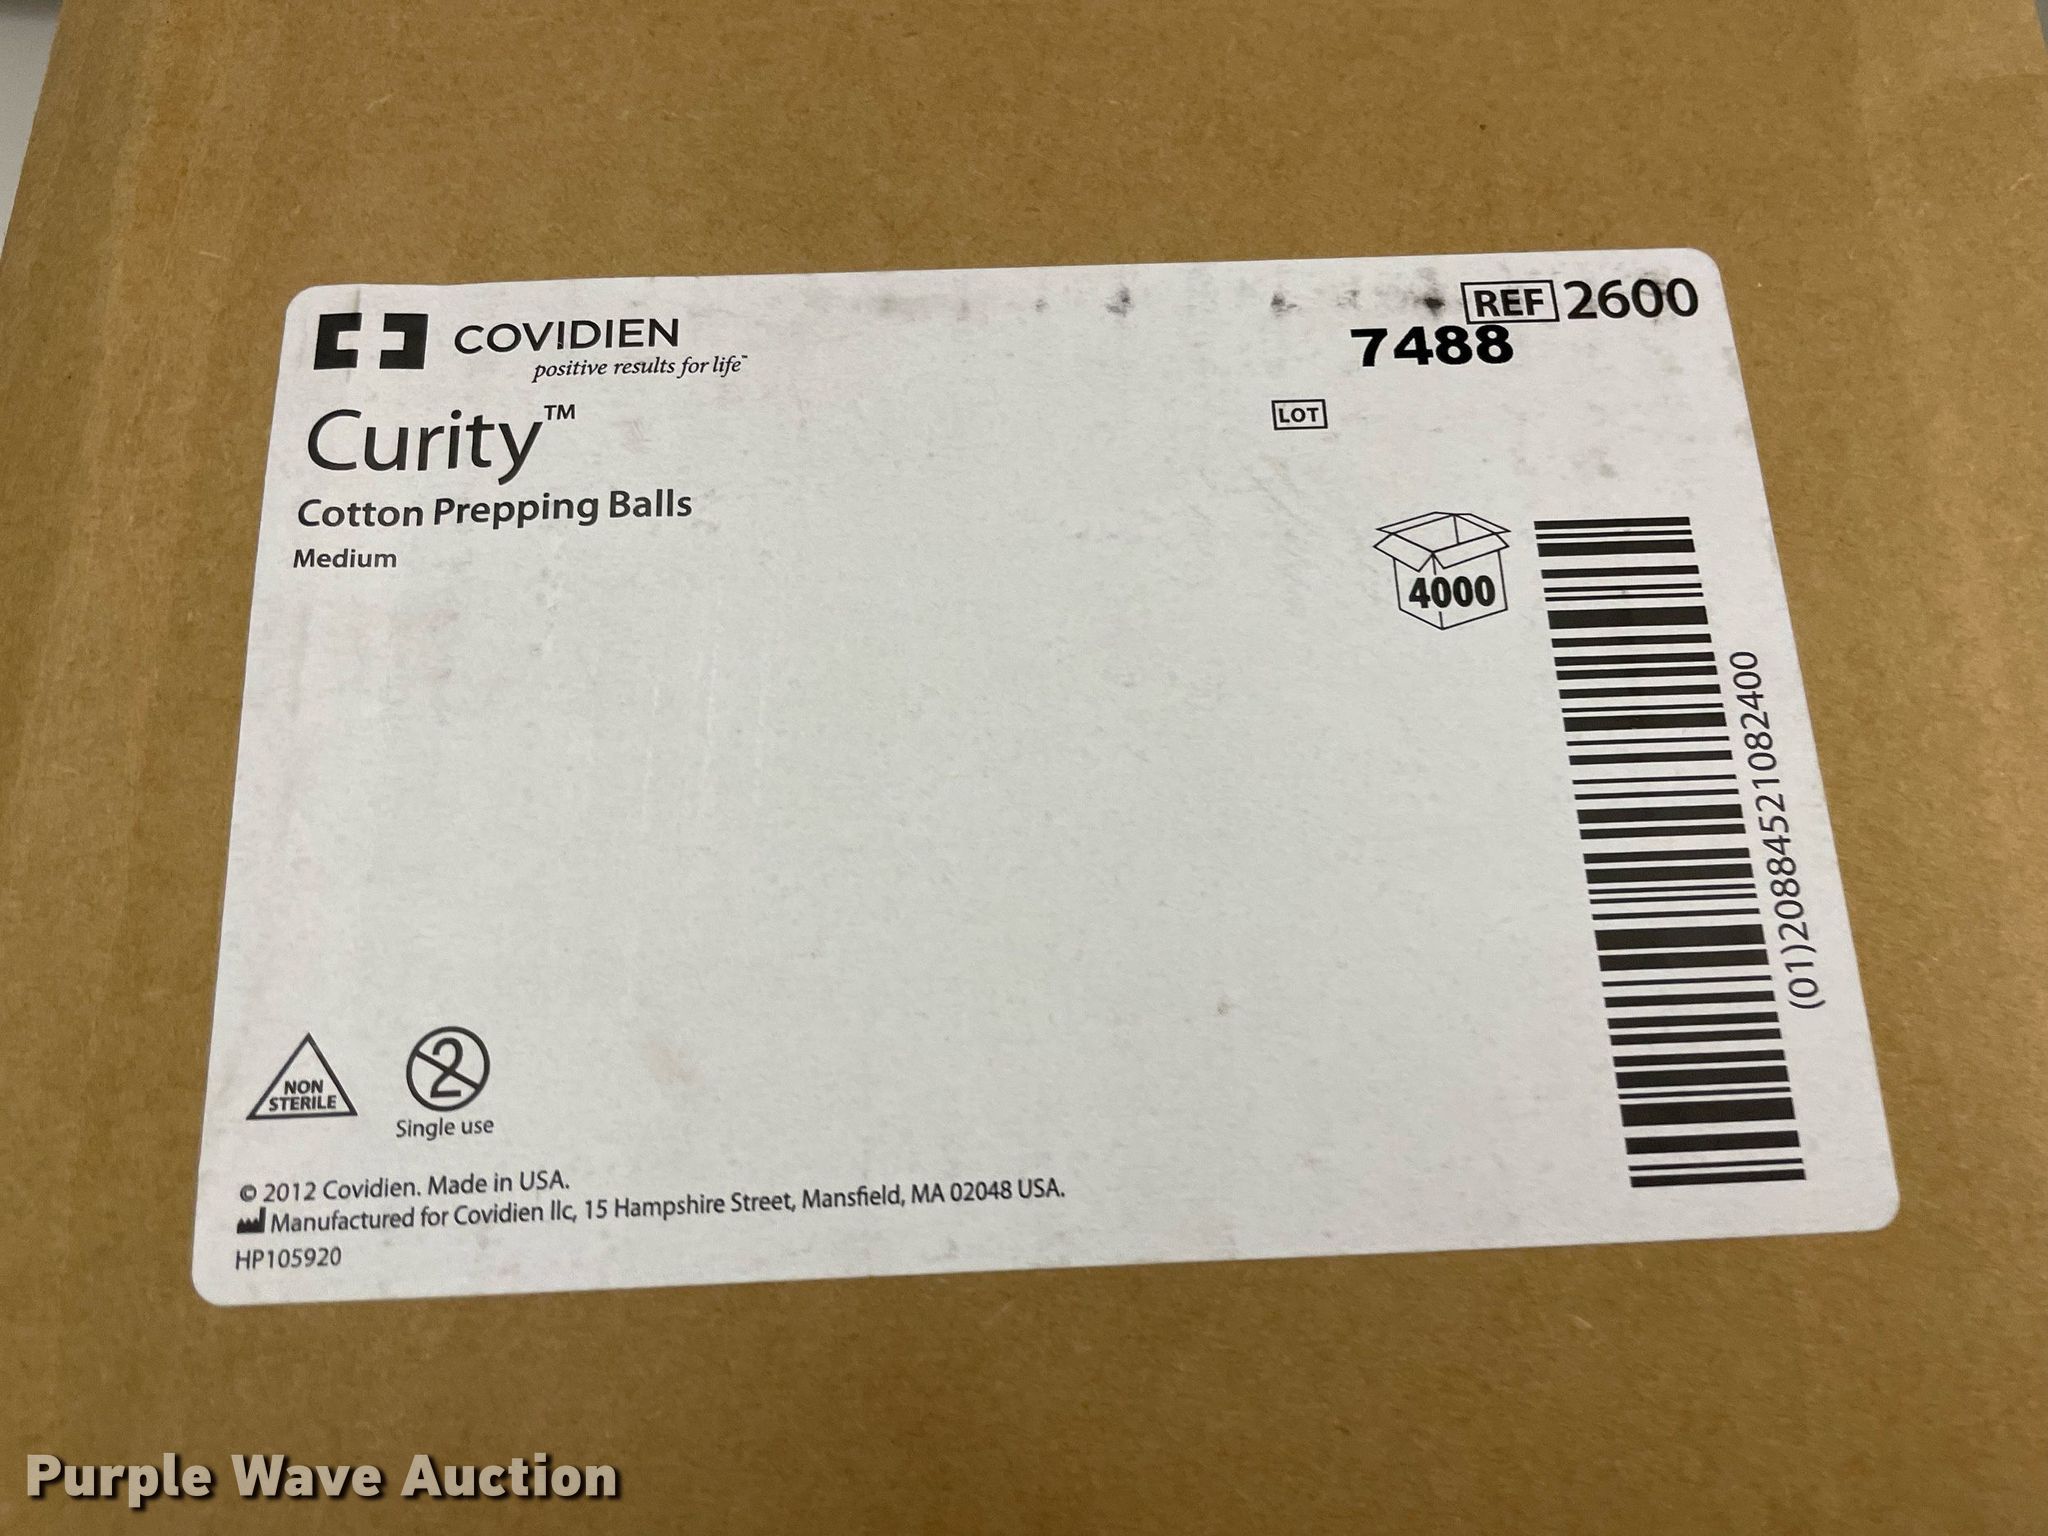 COVIDIEN
positive results for life™
Curity™
Cotton Prepping Balls
Medium
REF 2600
7488
LOT
4000
(01)20884521082400
NON
STERILE
2
Single use
© 2012 Covidien. Made in USA.
Manufactured for Covidien llc, 15 Hampshire Street, Mansfield, MA 02048 USA.
HP105920
Purple Wave Auction